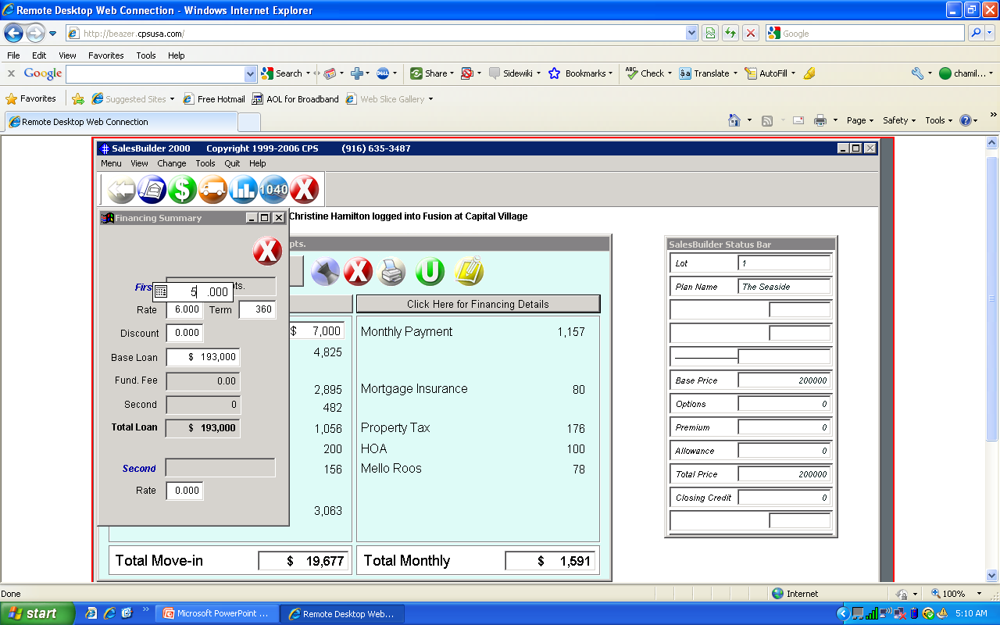 Remote Desktop Web Connection - Windows Internet Explorer
http://beazer.cpsusa.com/
Google
File Edit View Favorites Tools Help
x Google Search Share Sidewiki Bookmarks Check Translate AutoFill chamil...
Favorites Suggested Sites Free Hotmail AOL for Broadband Web Slice Gallery
Remote Desktop Web Connection
Page Safety Tools
SalesBuilder 2000 Copyright 1999-2006 CPS (916) 635-3487
Menu View Change Tools Quit Help
1040
Christine Hamilton logged into Fusion at Capital Village
Financing Summary
pts.
Firs
ts.
5 .000
Rate 6.000 Term 360
Discount 0.000
Base Loan $ 193,000
Fund. Fee 0.00
Second 0
Total Loan $ 193,000
Second
Rate 0.000
Click Here for Financing Details
$ 7,000 Monthly Payment 1,157
4,825
2,895 Mortgage Insurance 80
482
1,056 Property Tax 176
200 HOA 100
156 Mello Roos 78
3,063
Total Move-in $ 19,677 Total Monthly $ 1,591
SalesBuilder Status Bar
Lot 1
Plan Name The Seaside
Base Price 200000
Options 0
Premium 0
Allowance 0
Total Price 200000
Closing Credit 0
Done Internet 100%
start Microsoft PowerPoint ... Remote Desktop Web... 5:10 AM